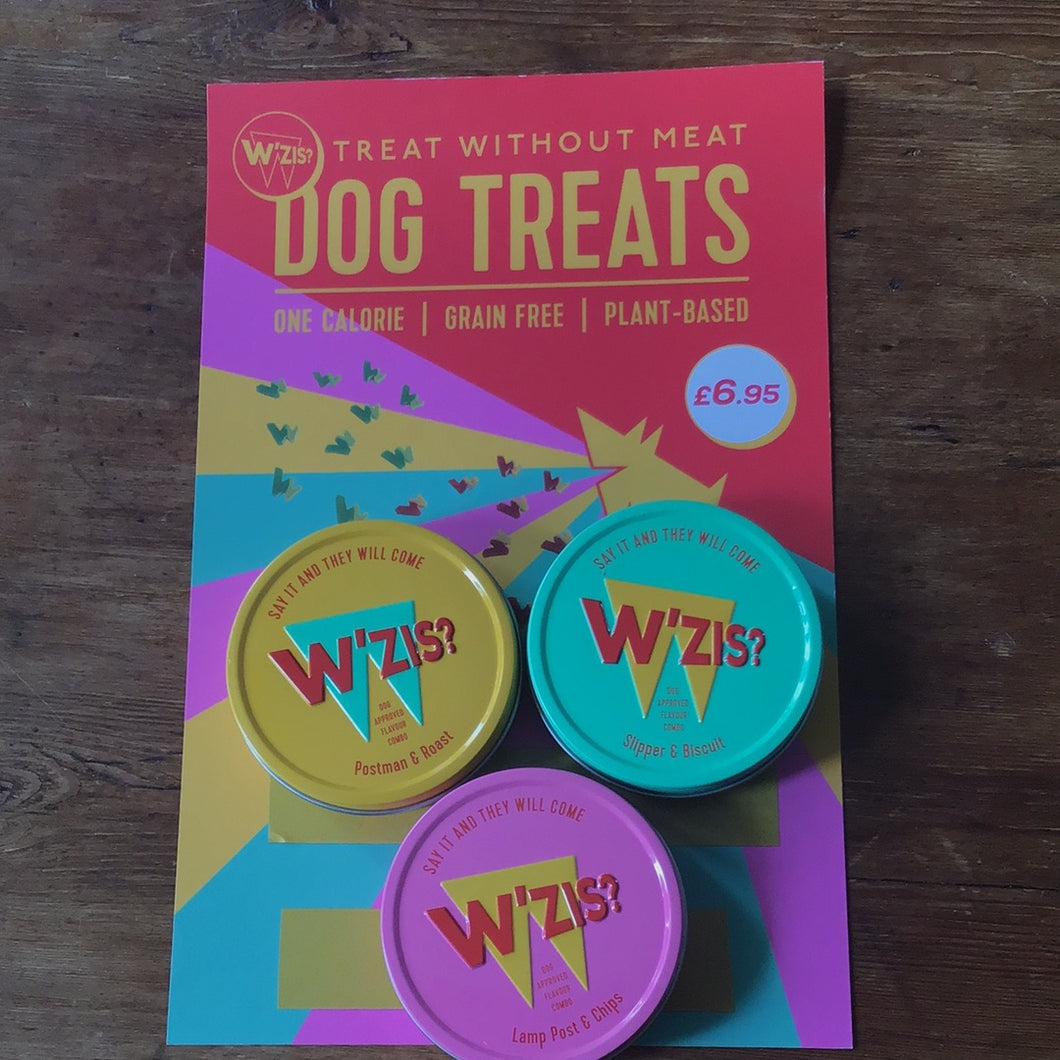 W'ZIS?
TREAT WITHOUT MEAT
DOG TREATS
ONE CALORIE | GRAIN FREE | PLANT-BASED
£6.95
SAY IT AND THEY WILL COME
W'ZIS?
DOG
APPROVED
FLAVOUR
COMBO
Postman & Roast
SAY IT AND THEY WILL COME
W'ZIS?
DOG
APPROVED
FLAVOUR
COMBO
Slipper & Biscuit
SAY IT AND THEY WILL COME
W'ZIS?
DOG
APPROVED
FLAVOUR
COMBO
Lamp Post & Chips